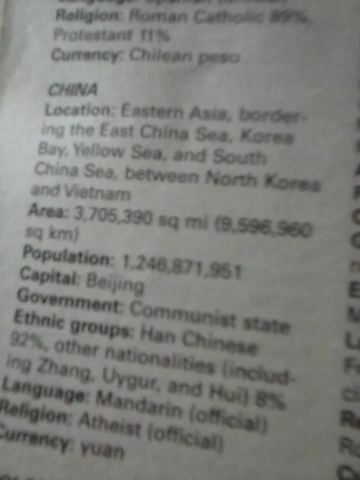 Religion: Roman Catholic 89%,
Protestant 11%
Currency: Chilean peso
CHINA
Location: Eastern Asia, border-
ing the East China Sea, Korea
Bay, Yellow Sea, and South
China Sea, between North Korea
and Vietnam
Area: 3,705,390 sq mi (9,596,960
sq km)
Population: 1,246,871,951
Capital: Beijing
Government: Communist state
Ethnic groups: Han Chinese
92%, other nationalities (includ-
ing Zhang, Uygur, and Hui) 8%
Language: Mandarin (official)
Religion: Atheist (official)
Currency: yuan